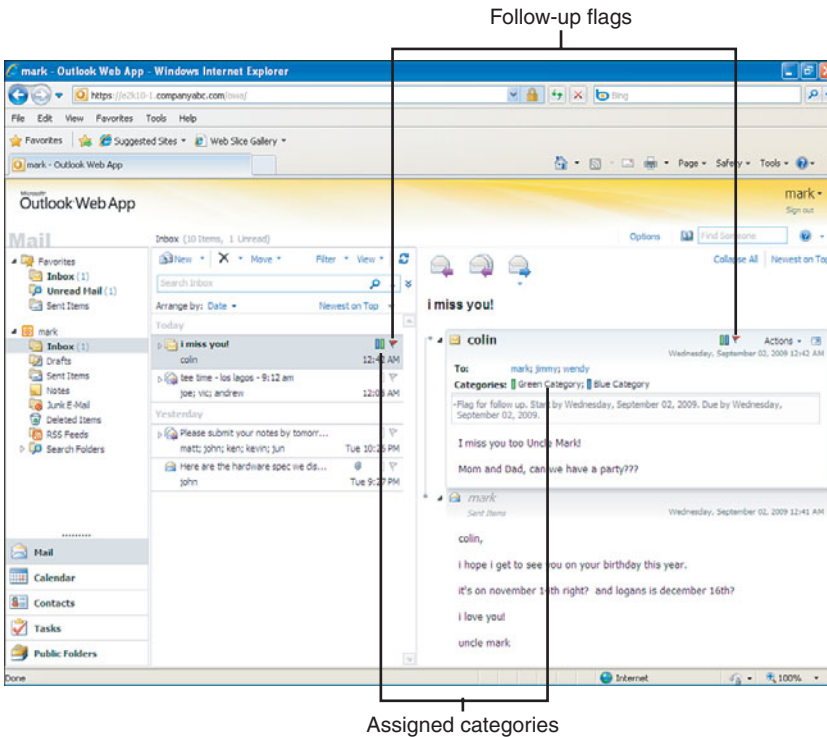 Follow-up flags
mark - Outlook Web App - Windows Internet Explorer
https://e2k10-1.companyabc.com/owa/
Bing
File Edit View Favorites Tools Help
Favorites Suggested Sites Web Slice Gallery
mark - Outlook Web App
Page Safety Tools
Microsoft
Outlook Web App
mark
Sign out
Mail
Inbox (10 Items, 1 Unread)
Options Find Someone
Favorites
Inbox (1)
Unread Mail (1)
Sent Items
mark
Inbox (1)
Drafts
Sent Items
Notes
Junk E-Mail
Deleted Items
RSS Feeds
Search Folders
Mail
Calendar
Contacts
Tasks
Public Folders
New Move Filter View
Search Inbox
Arrange by: Date Newest on Top
Today
i miss you!
colin 12:42 AM
tee time - los lagos - 9:12 am
joe; vic; andrew 12:06 AM
Yesterday
Please submit your notes by tomorr...
matt; john; ken; kevin; jun Tue 10:26 PM
Here are the hardware spec we dis...
john Tue 9:27 PM
Collapse All Newest on Top
i miss you!
colin Actions
Wednesday, September 02, 2009 12:42 AM
To: mark; jimmy; wendy
Categories: Green Category; Blue Category
Flag for follow up. Start by Wednesday, September 02, 2009. Due by Wednesday,
September 02, 2009.
I miss you too Uncle Mark!
Mom and Dad, can we have a party???
mark
Sent Items Wednesday, September 02, 2009 12:41 AM
colin,
i hope i get to see you on your birthday this year.
it's on november 14th right? and logans is december 16th?
i love you!
uncle mark
Done Internet 100%
Assigned categories